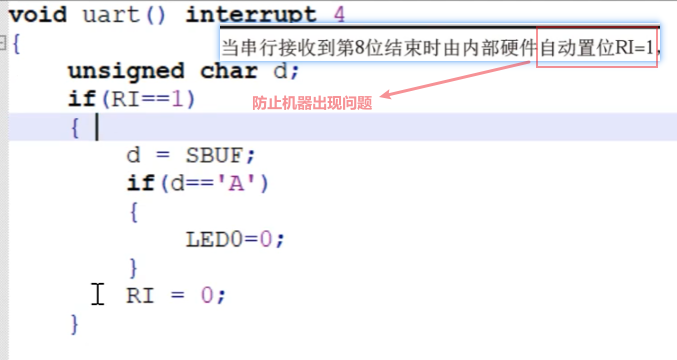 void uart() interrupt 4
当串行接收到第8位结束时由内部硬件自动置位RI=1，
{
unsigned char d;
if(RI==1)
防止机器出现问题
{
d = SBUF;
if(d=='A')
{
LED0=0;
}
RI = 0;
}